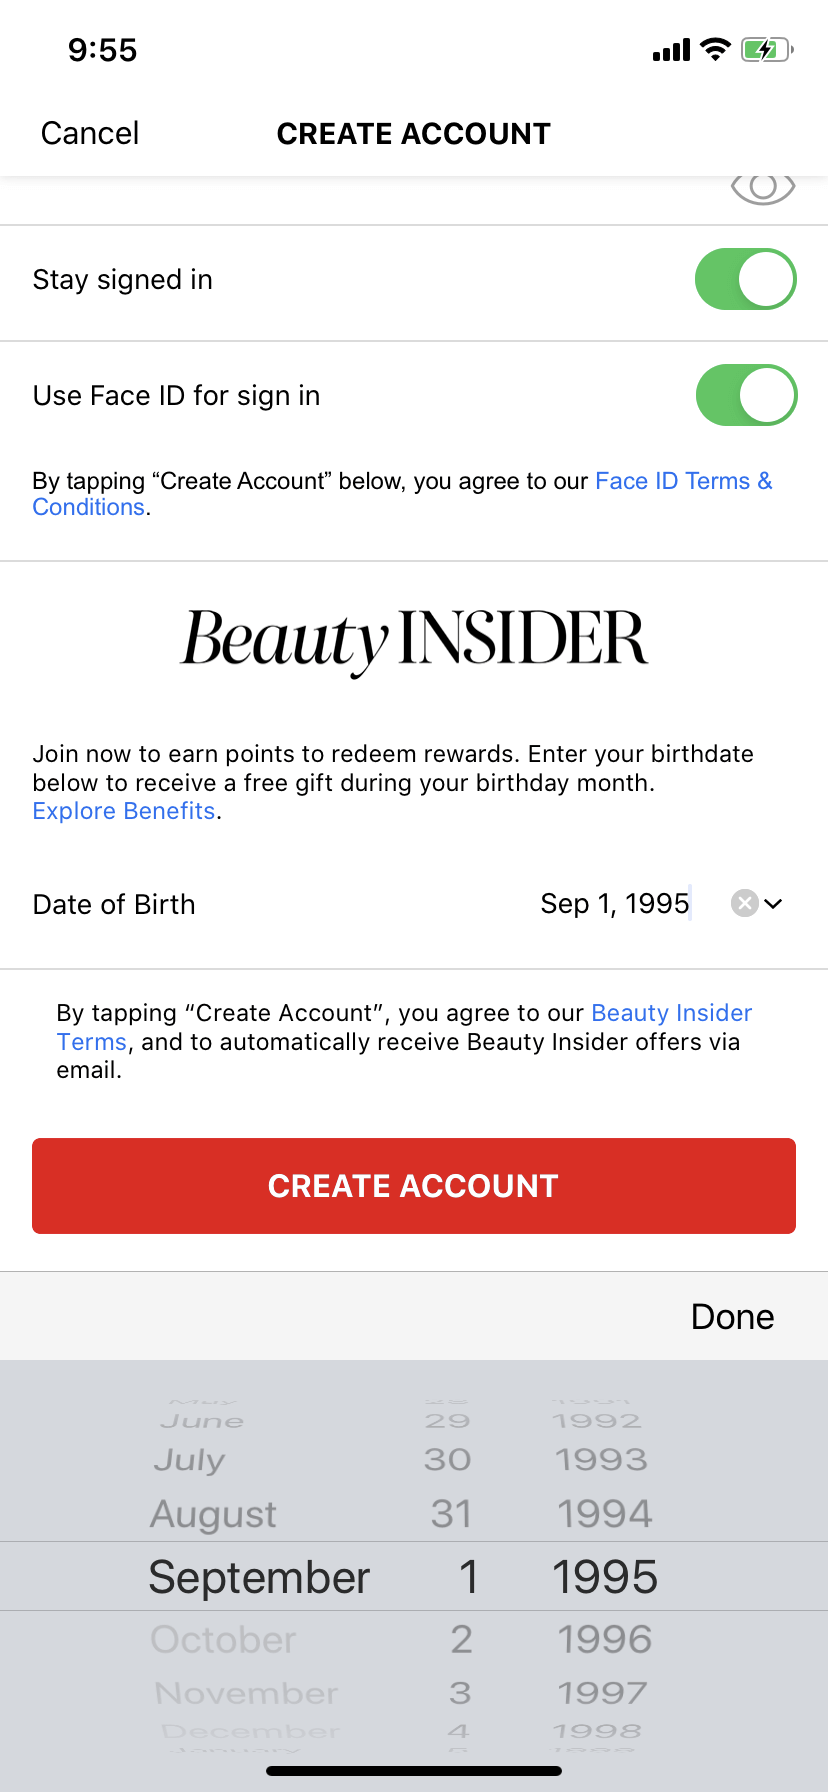 9:55
Cancel
CREATE ACCOUNT
Stay signed in
Use Face ID for sign in
By tapping “Create Account” below, you agree to our Face ID Terms &
Conditions.
Beauty INSIDER
Join now to earn points to redeem rewards. Enter your birthdate
below to receive a free gift during your birthday month.
Explore Benefits.
Date of Birth
Sep 1, 1995
By tapping “Create Account”, you agree to our Beauty Insider
Terms, and to automatically receive Beauty Insider offers via
email.
CREATE ACCOUNT
Done
June 29 1992
July 30 1993
August 31 1994
September 1 1995
October 2 1996
November 3 1997
December 4 1998